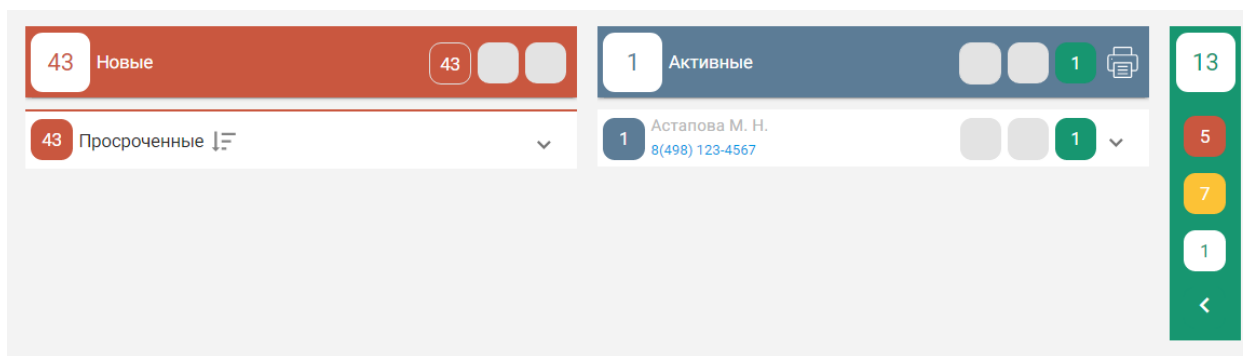 43 Новые 43
43 Просроченные
1 Активные 1
1 Астапова М. Н. 1
8(498) 123-4567
13
5
7
1